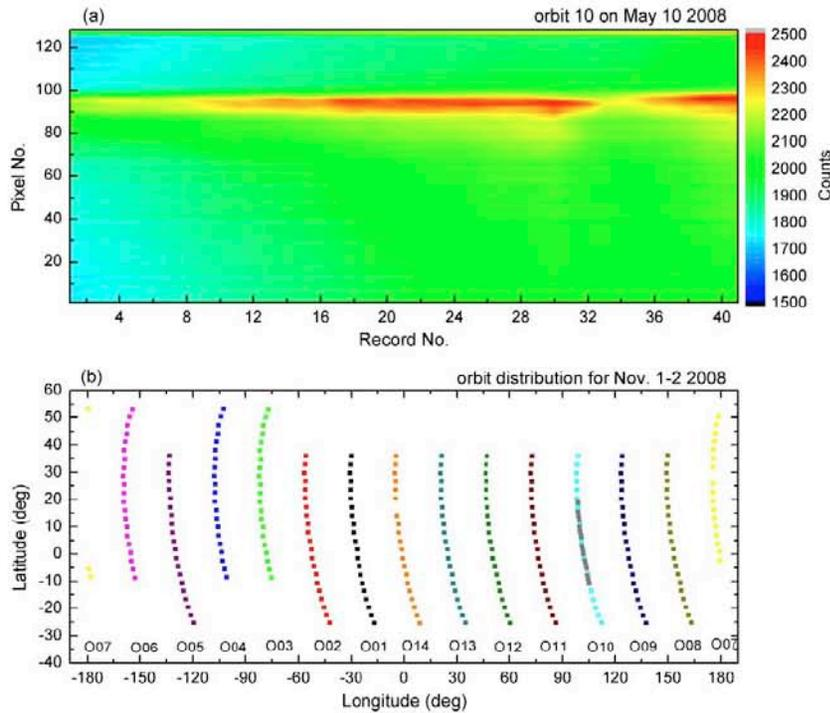 (a) orbit 10 on May 10 2008
120
100
80
60
40
20
Pixel No.
4 8 12 16 20 24 28 32 36 40
Record No.
2500
2400
2300
2200
2100
2000
1900
1800
1700
1600
1500
Counts
(b) orbit distribution for Nov. 1-2 2008
60
50
40
30
20
10
0
-10
-20
-30
-40
Latitude (deg)
O07 O06 O05 O04 O03 O02 O01 O14 O13 O12 O11 O10 O09 O08 O07
-180 -150 -120 -90 -60 -30 0 30 60 90 120 150 180
Longitude (deg)